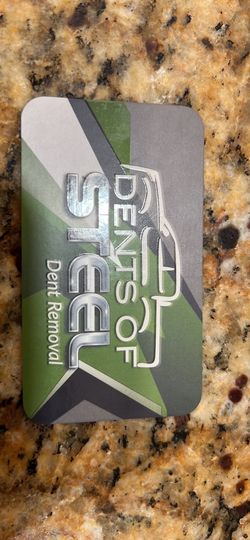 DENTS OF
STEEL
Dent Removal